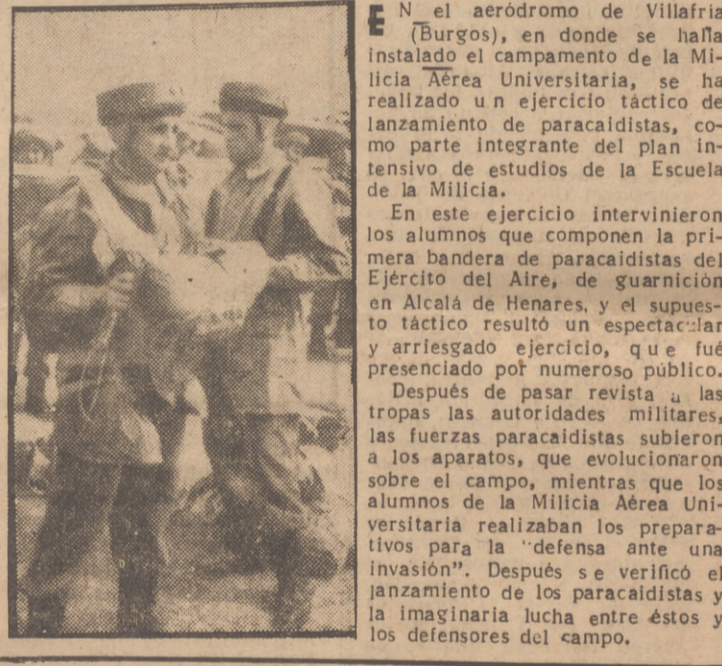 EN el aeródromo de Villafría
(Burgos), en donde se halla
instalado el campamento de la Mi-
licia Aérea Universitaria, se ha
realizado un ejercicio táctico de
lanzamiento de paracaidistas, co-
mo parte integrante del plan in-
tensivo de estudios de la Escuela
de la Milicia.
En este ejercicio intervinieron
los alumnos que componen la pri-
mera bandera de paracaidistas del
Ejército del Aire, de guarnición
en Alcalá de Henares, y el supues-
to táctico resultó un espectacular
y arriesgado ejercicio, que fué
presenciado por numeroso público.
Después de pasar revista a las
tropas las autoridades militares,
las fuerzas paracaidistas subieron
a los aparatos, que evolucionaron
sobre el campo, mientras que los
alumnos de la Milicia Aérea Uni-
versitaria realizaban los prepara-
tivos para la "defensa ante una
invasión". Después se verificó el
lanzamiento de los paracaidistas y
la imaginaria lucha entre éstos y
los defensores del campo.